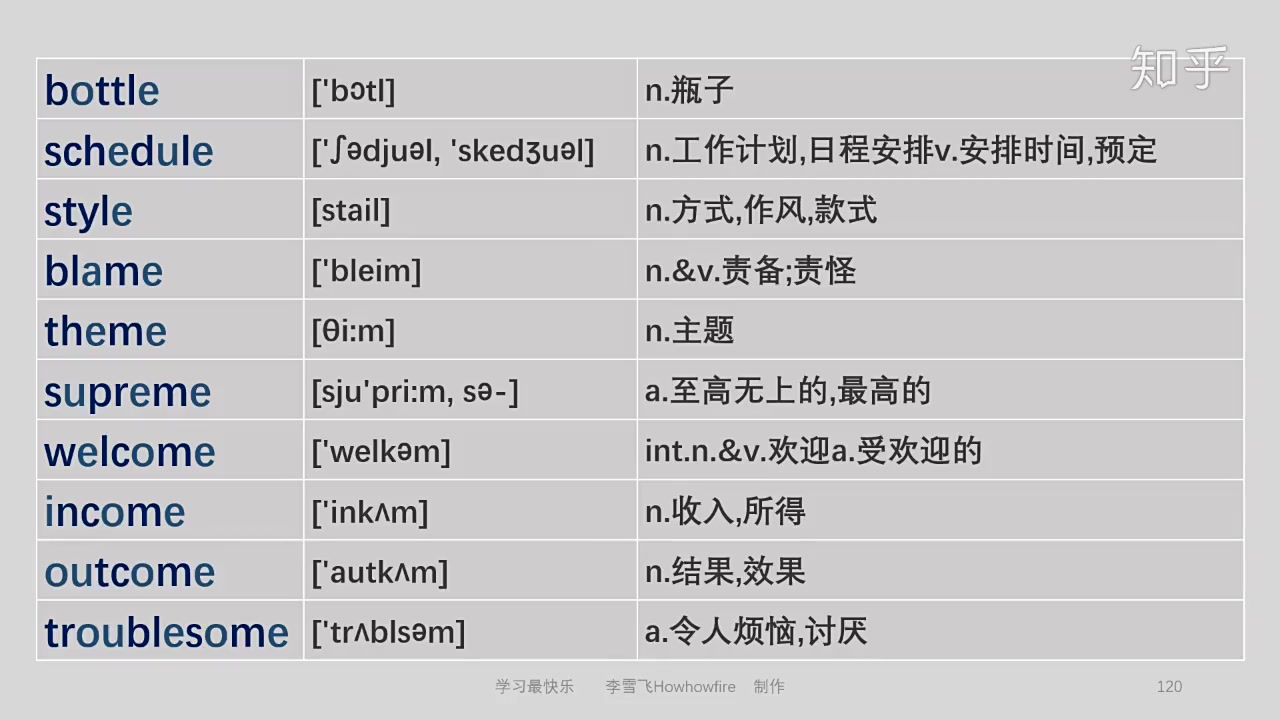 知乎
bottle ['bɔtl] n.瓶子
schedule ['ʃədjuəl, 'skedʒuəl] n.工作计划,日程安排v.安排时间,预定
style [stail] n.方式,作风,款式
blame ['bleim] n.&v.责备;责怪
theme [θi:m] n.主题
supreme [sju'pri:m, sə-] a.至高无上的,最高的
welcome ['welkəm] int.n.&v.欢迎a.受欢迎的
income ['inkʌm] n.收入,所得
outcome ['autkʌm] n.结果,效果
troublesome ['trʌblsəm] a.令人烦恼,讨厌
学习最快乐 李雪飞Howhowfire 制作 120